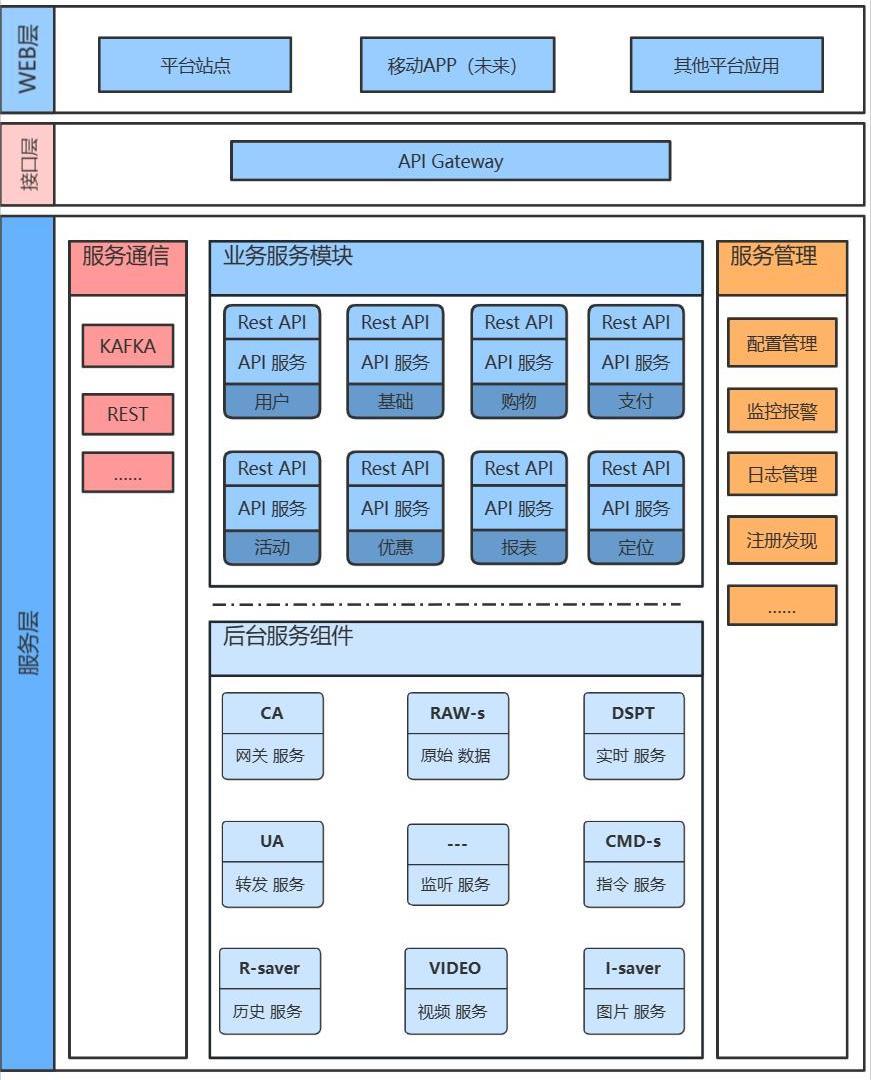 WEB层
平台站点
移动APP（未来）
其他平台应用
接口层
API Gateway
服务层
服务通信
KAFKA
REST
......
业务服务模块
Rest API
API 服务
用户
Rest API
API 服务
基础
Rest API
API 服务
购物
Rest API
API 服务
支付
Rest API
API 服务
活动
Rest API
API 服务
优惠
Rest API
API 服务
报表
Rest API
API 服务
定位
后台服务组件
CA
网关 服务
RAW-s
原始 数据
DSPT
实时 服务
UA
转发 服务
---
监听 服务
CMD-s
指令 服务
R-saver
历史 服务
VIDEO
视频 服务
I-saver
图片 服务
服务管理
配置管理
监控报警
日志管理
注册发现
......